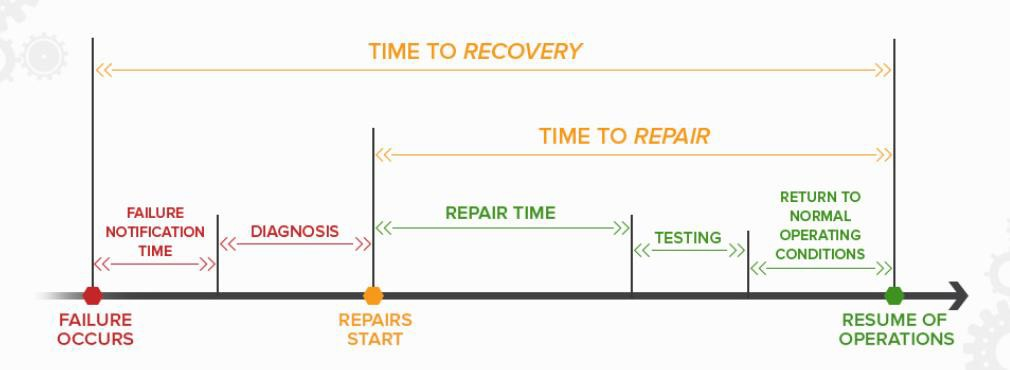 TIME TO RECOVERY
TIME TO REPAIR
FAILURE
NOTIFICATION
TIME
DIAGNOSIS
REPAIR TIME
TESTING
RETURN TO
NORMAL
OPERATING
CONDITIONS
FAILURE
OCCURS
REPAIRS
START
RESUME OF
OPERATIONS